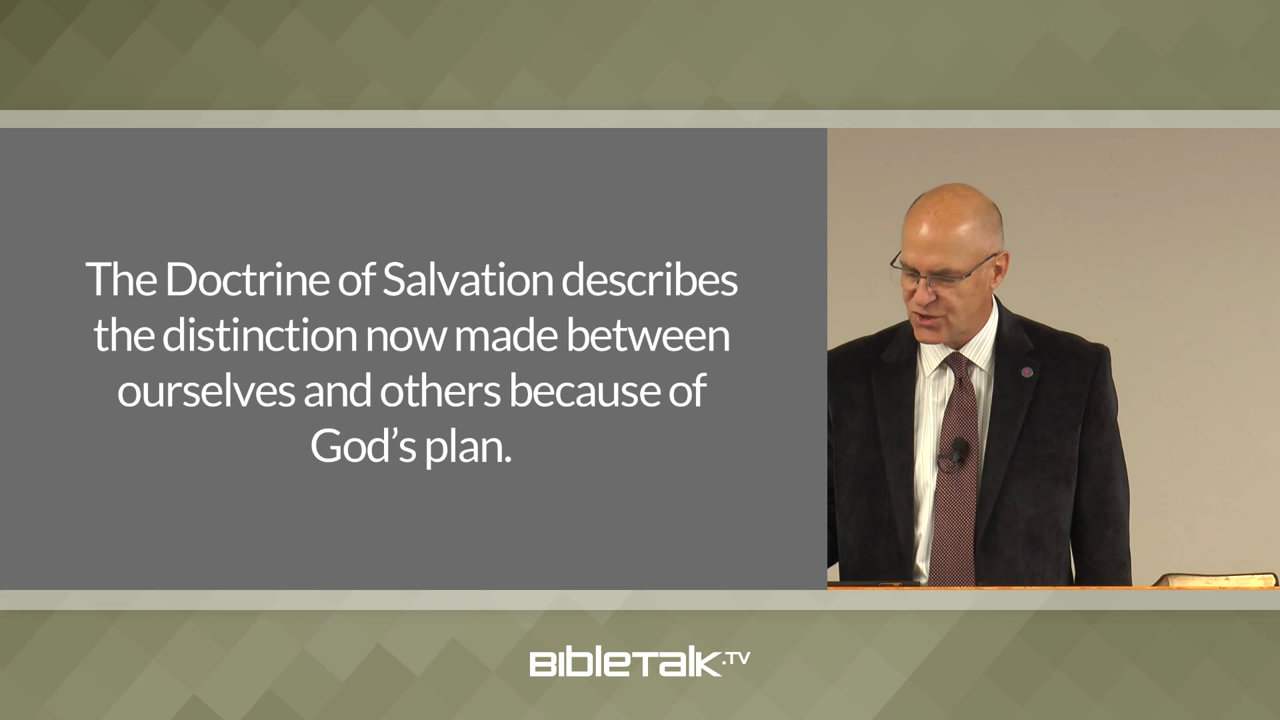 The Doctrine of Salvation describes
the distinction now made between
ourselves and others because of
God's plan.
BibleTalk.TV